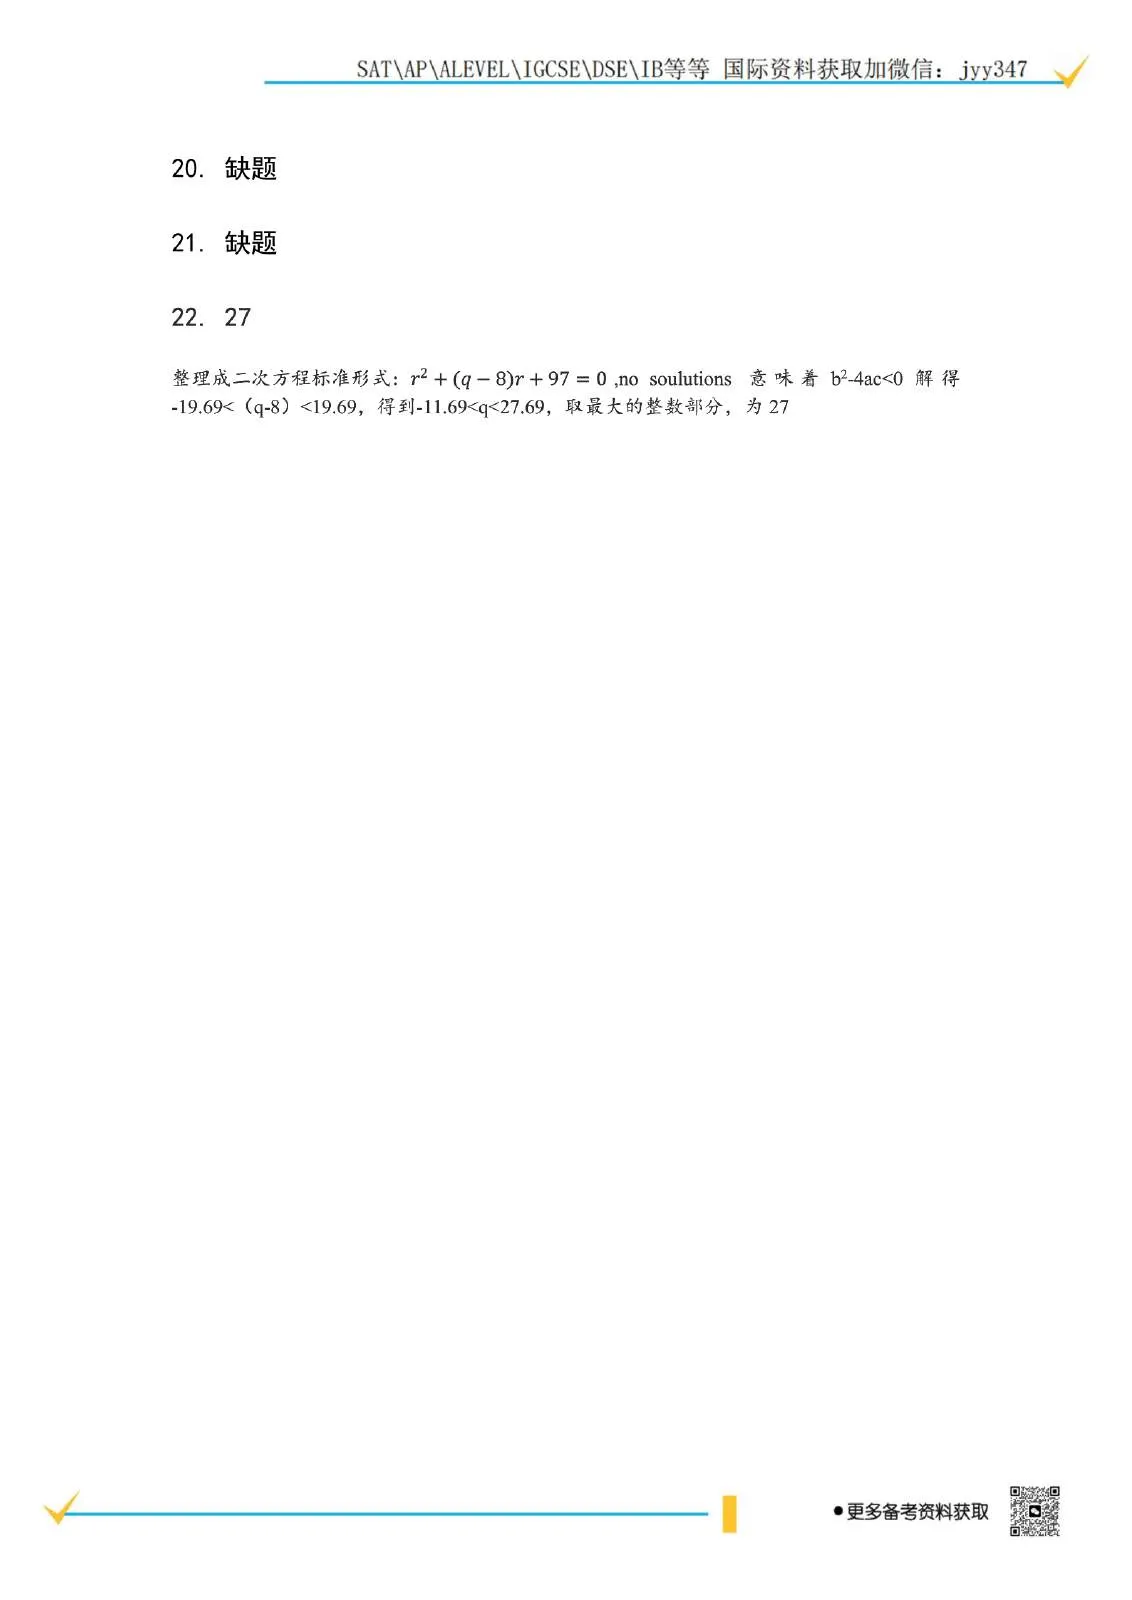 SAT\AP\ALEVEL\IGCSE\DSE\IB等等 国际资料获取加微信: jyy347
20. 缺题
21. 缺题
22. 27
整理成二次方程标准形式：r² + (q − 8)r + 97 = 0 ,no soulutions 意味着 b²-4ac<0 解得
-19.69<（q-8）<19.69，得到-11.69<q<27.69，取最大的整数部分，为 27
●更多备考资料获取